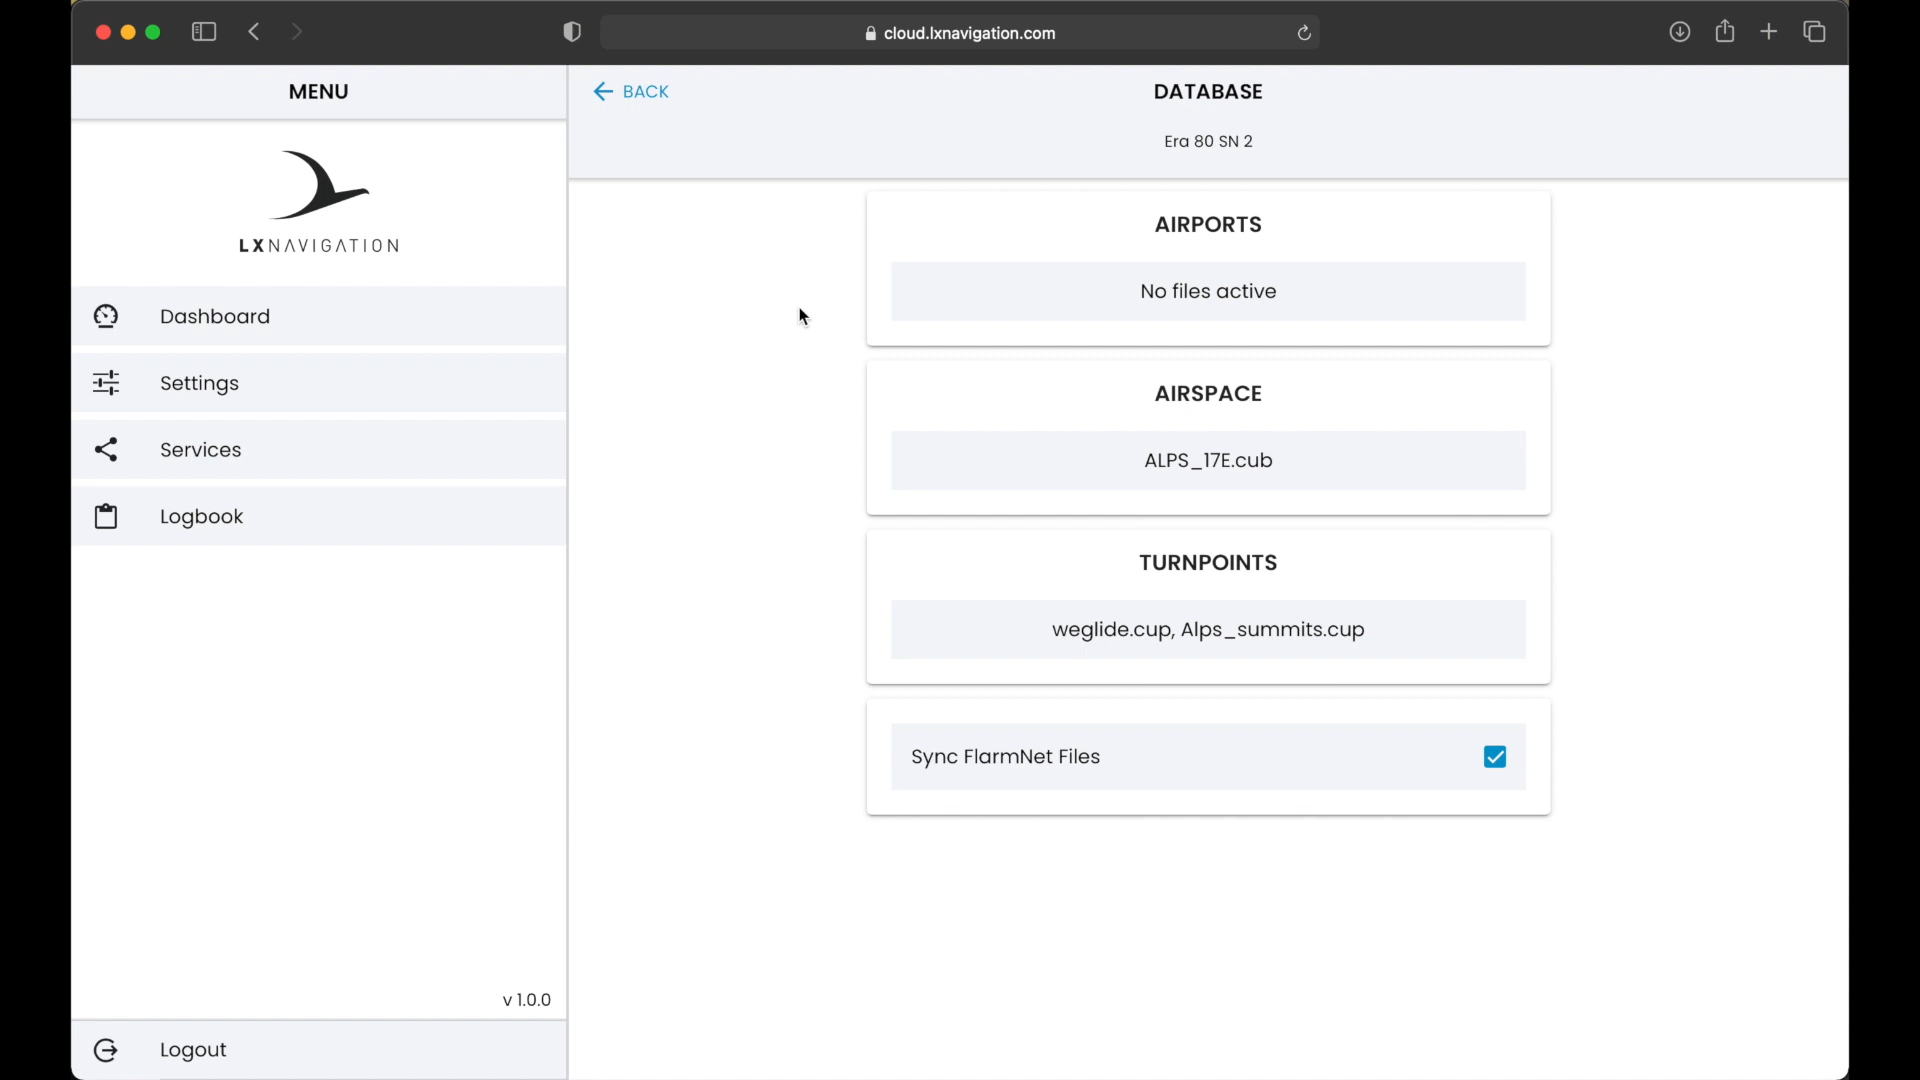 cloud.lxnavigation.com
MENU
LXNAVIGATION
Dashboard
Settings
Services
Logbook
v 1.0.0
Logout
BACK
DATABASE
Era 80 SN 2
AIRPORTS
No files active
AIRSPACE
ALPS_17E.cub
TURNPOINTS
weglide.cup, Alps_summits.cup
Sync FlarmNet Files